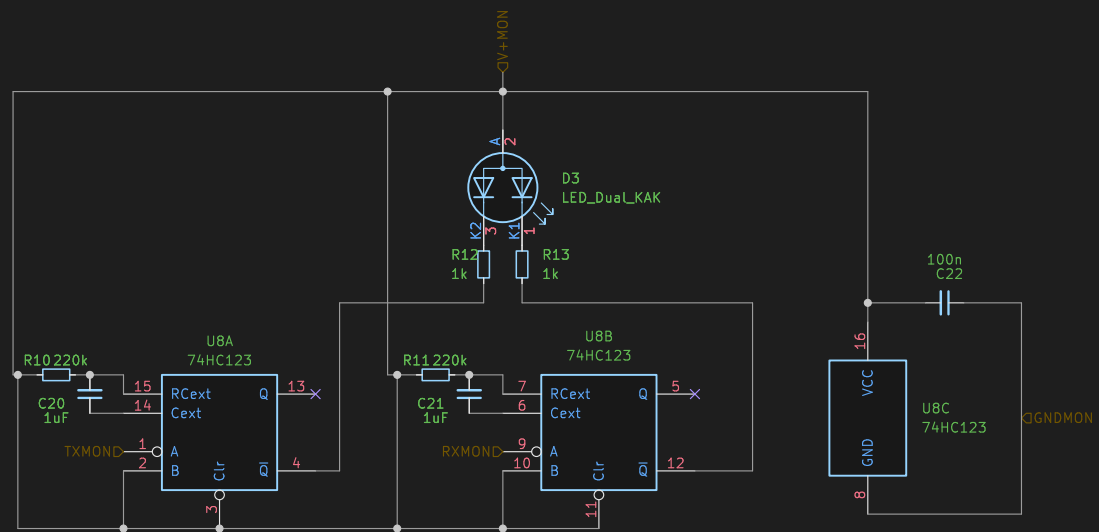 V+MON
A
2
D3
LED_Dual_KAK
K2
3
K1
1
R12
1k
R13
1k
100n
C22
U8A
74HC123
U8B
74HC123
16
R10
220k
R11
220k
15
RCext
Q
13
7
RCext
Q
5
VCC
C20
1uF
14
Cext
C21
1uF
6
Cext
U8C
74HC123
GNDMON
TXMON
1
A
RXMON
9
A
2
B
Clr
Q
4
10
B
Clr
Q
12
GND
3
11
8